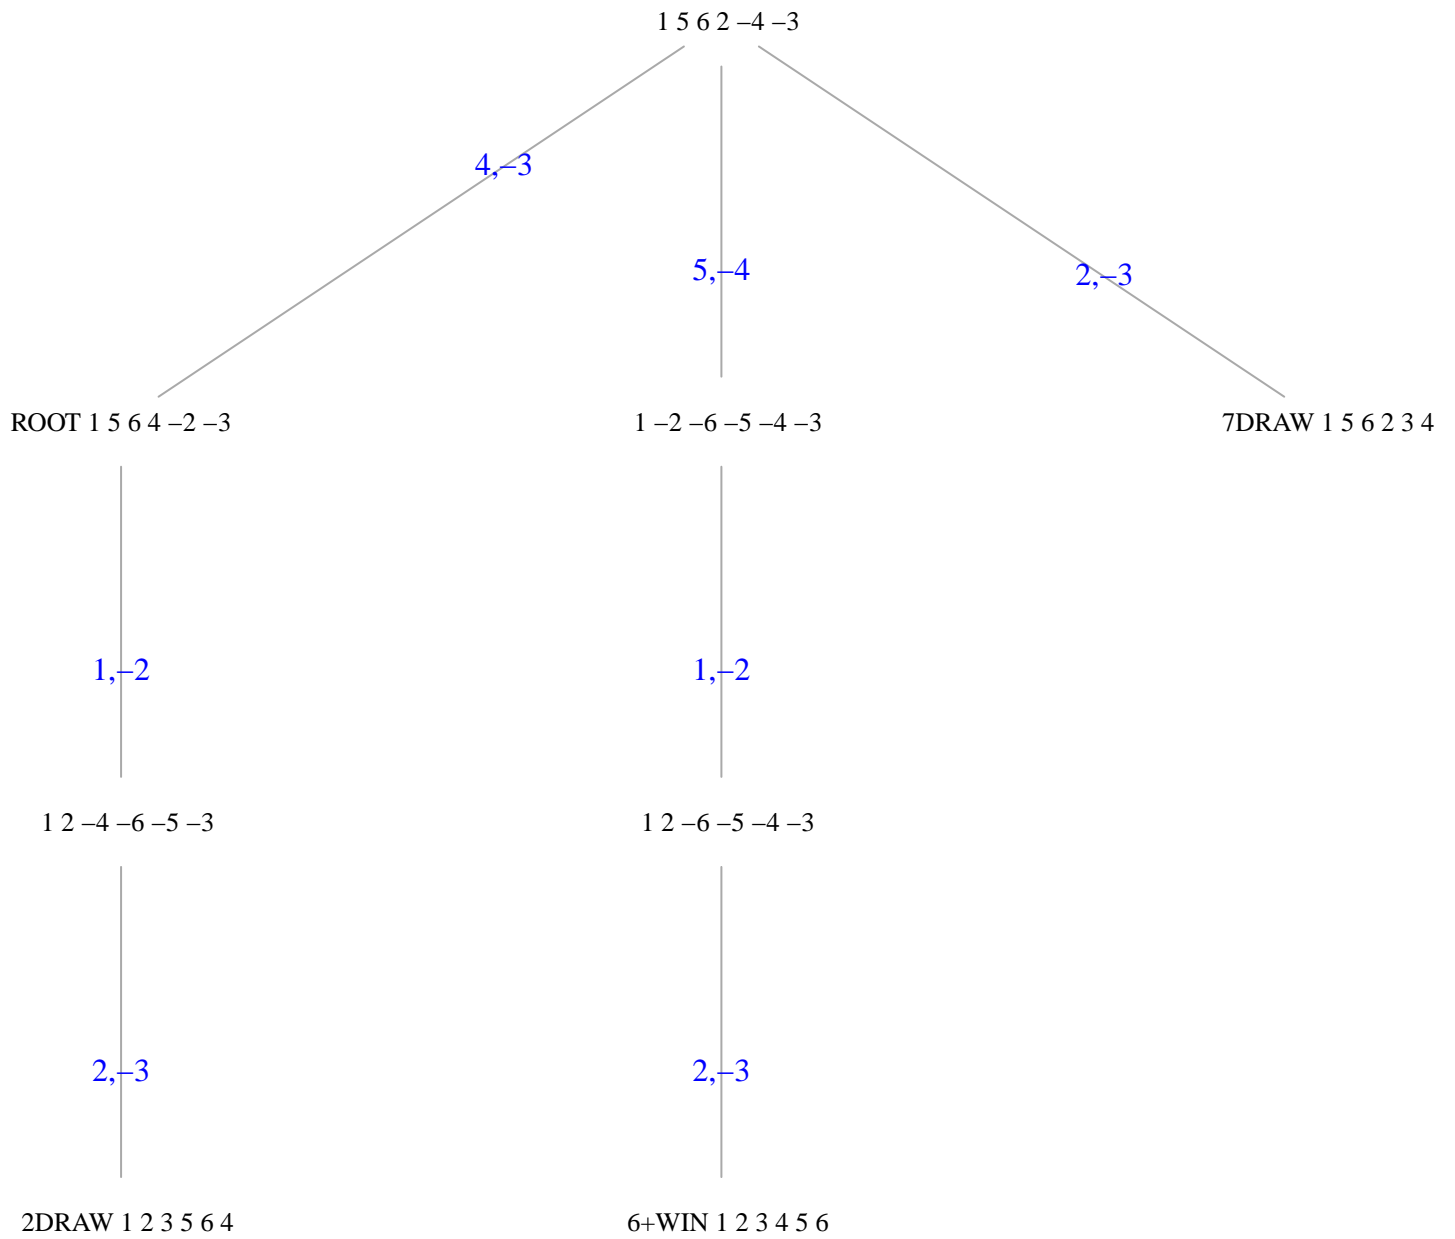 1 5 6 2 –4 –3
4,–3
5,–4
2,–3
ROOT 1 5 6 4 –2 –3
1 –2 –6 –5 –4 –3
7DRAW 1 5 6 2 3 4
1,–2
1,–2
1 2 –4 –6 –5 –3
1 2 –6 –5 –4 –3
2,–3
2,–3
2DRAW 1 2 3 5 6 4
6+WIN 1 2 3 4 5 6